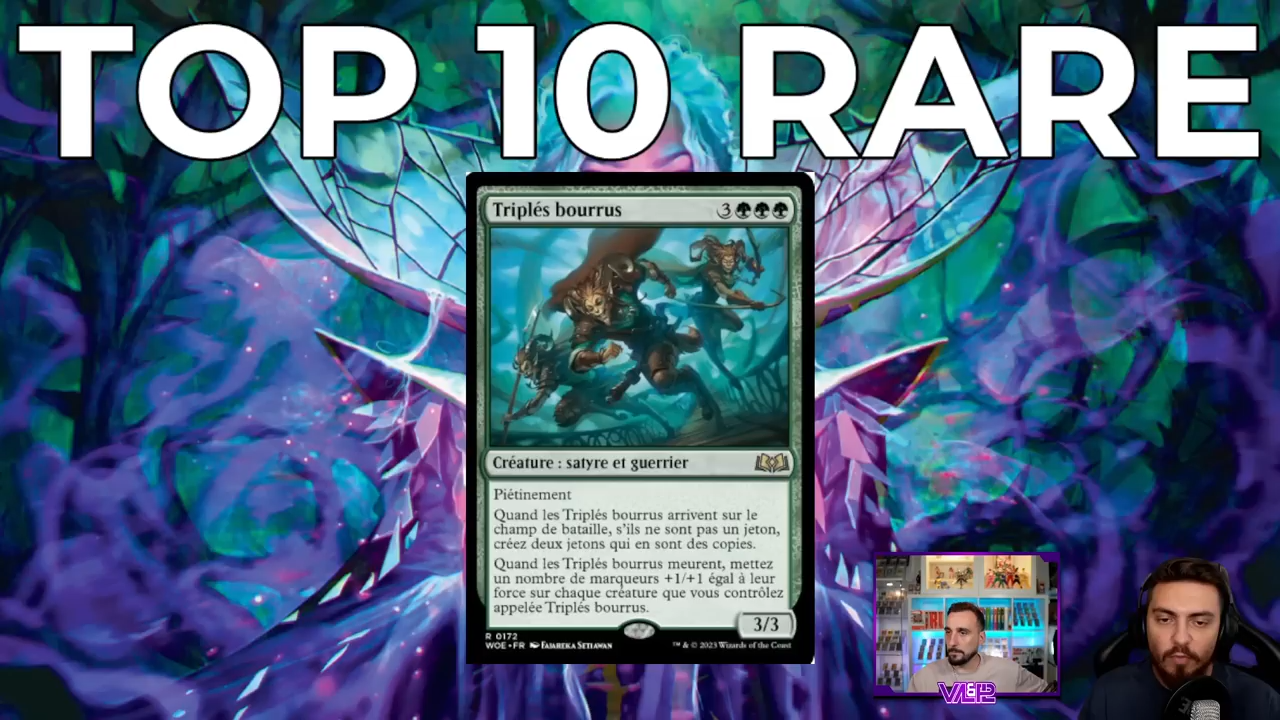 TOP 10 RARE
Triplés bourrus
3
Créature : satyre et guerrier
Piétinement
Quand les Triplés bourrus arrivent sur le
champ de bataille, s'ils ne sont pas un jeton,
créez deux jetons qui en sont des copies.
Quand les Triplés bourrus meurent, mettez
un nombre de marqueurs +1/+1 égal à leur
force sur chaque créature que vous contrôlez
appelée Triplés bourrus.
3/3
R 0172
WOE • FR Fajareka Setiawan
™ & © 2023 Wizards of the Coast